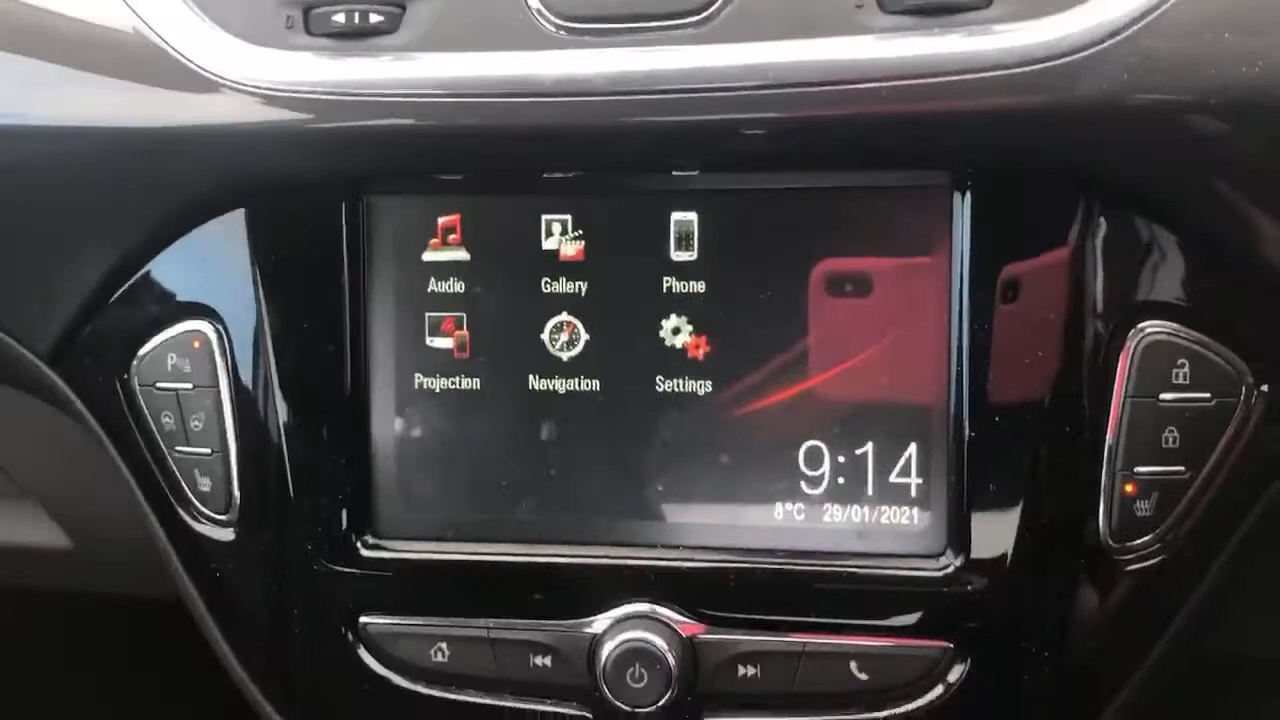 Audio Gallery Phone
Projection Navigation Settings
9:14
8°C 29/01/2021
P